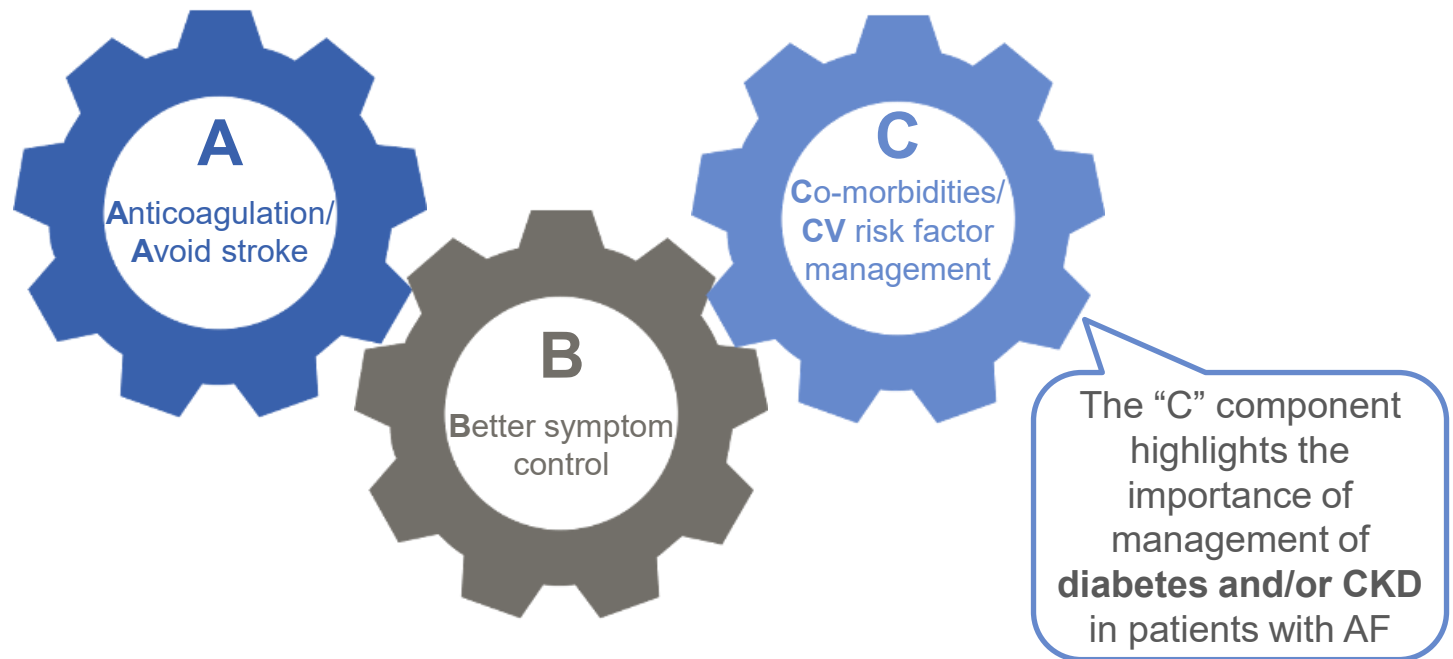 A
Anticoagulation/
Avoid stroke
B
Better symptom
control
C
Co-morbidities/
CV risk factor
management
The “C” component
highlights the
importance of
management of
diabetes and/or CKD
in patients with AF